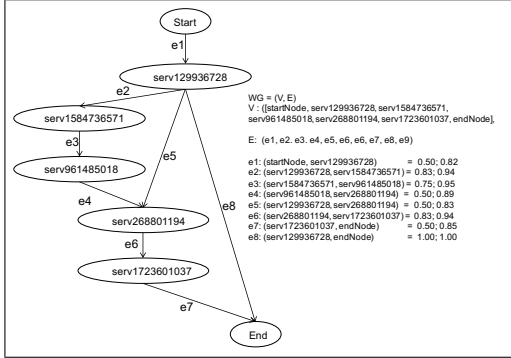 Start
e1
serv129936728
e2
serv1584736571
e3
serv961485018
e5
e8
e4
serv268801194
e6
serv1723601037
e7
End
WG = (V, E)
V : ([startNode, serv129936728, serv1584736571,
serv961485018, serv268801194, serv1723601037, endNode],
E: (e1, e2. e3. e4, e5, e6, e6, e7, e8, e9)
e1: (startNode, serv129936728) = 0.50; 0.82
e2: (serv129936728, serv1584736571) = 0.83; 0.94
e3: (serv1584736571, serv961485018) = 0.75; 0.95
e4: (serv961485018, serv268801194) = 0.50; 0.89
e5: (serv129936728, serv268801194) = 0.50; 0.83
e6: (serv268801194, serv1723601037) = 0.83; 0.94
e7: (serv1723601037, endNode) = 0.50; 0.85
e8: (serv129936728, endNode) = 1.00; 1.00